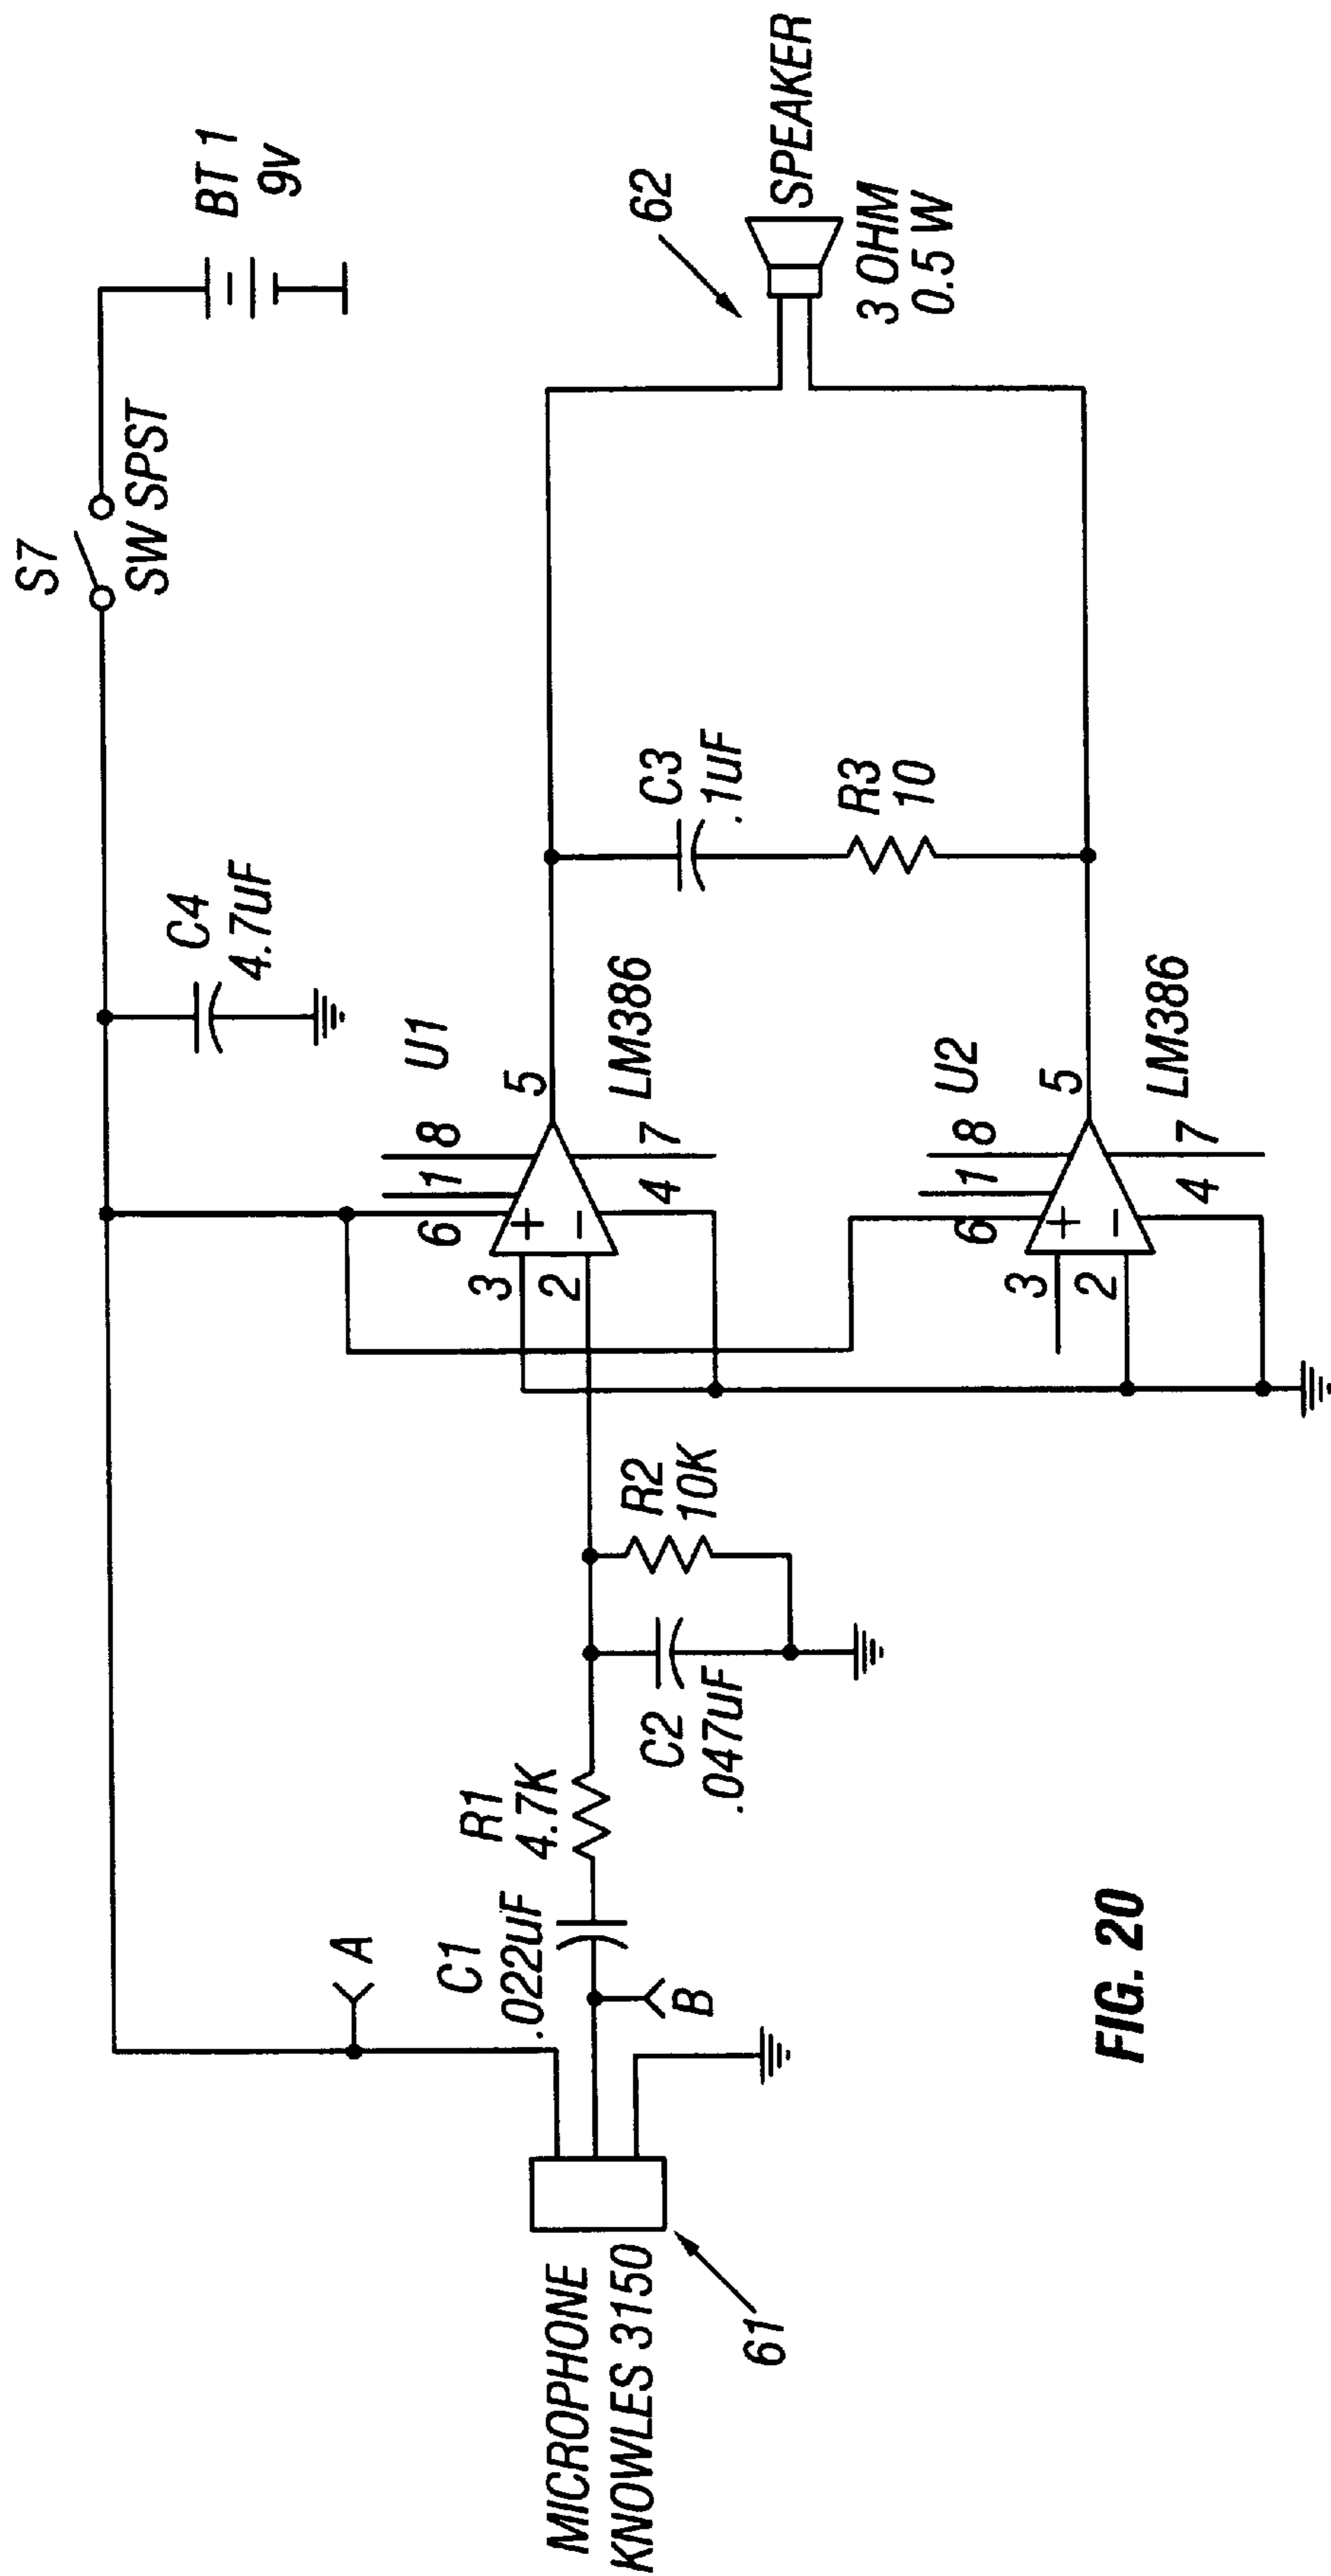 S7
SW SPST
BT 1
9v
C4
4.7uF
A
MICROPHONE
KNOWLES 3150
61
C1
.022uF
B
R1
4.7K
C2
.047uF
R2
10K
U1
8
1
6
3
+
2
−
5
7
4
LM386
U2
8
1
6
3
+
2
−
5
7
4
LM386
C3
.1uF
R3
10
62
SPEAKER
3 OHM
0.5 W
FIG. 20